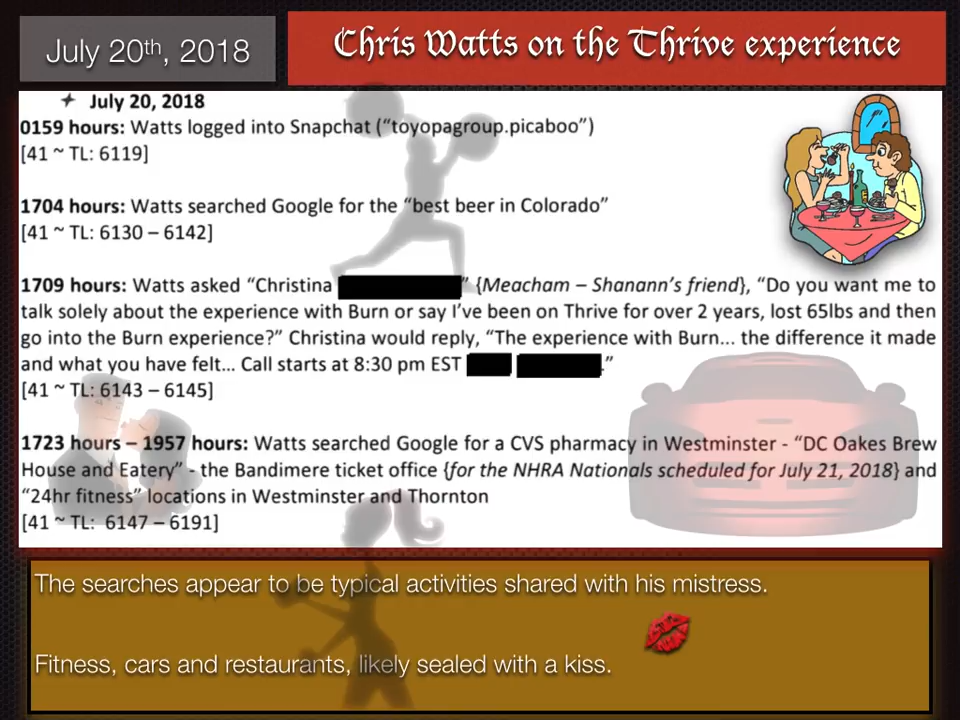 July 20th, 2018
Chris Watts on the Thrive experience
July 20, 2018
0159 hours: Watts logged into Snapchat ("toyopagroup.picaboo")
[41 ~ TL: 6119]
1704 hours: Watts searched Google for the "best beer in Colorado"
[41 ~ TL: 6130 – 6142]
1709 hours: Watts asked "Christina " {Meacham – Shanann's friend}, "Do you want me to
talk solely about the experience with Burn or say I've been on Thrive for over 2 years, lost 65lbs and then
go into the Burn experience?" Christina would reply, "The experience with Burn... the difference it made
and what you have felt... Call starts at 8:30 pm EST ."
[41 ~ TL: 6143 – 6145]
1723 hours – 1957 hours: Watts searched Google for a CVS pharmacy in Westminster - "DC Oakes Brew
House and Eatery" - the Bandimere ticket office {for the NHRA Nationals scheduled for July 21, 2018} and
"24hr fitness" locations in Westminster and Thornton
[41 ~ TL: 6147 – 6191]
The searches appear to be typical activities shared with his mistress.
Fitness, cars and restaurants, likely sealed with a kiss.